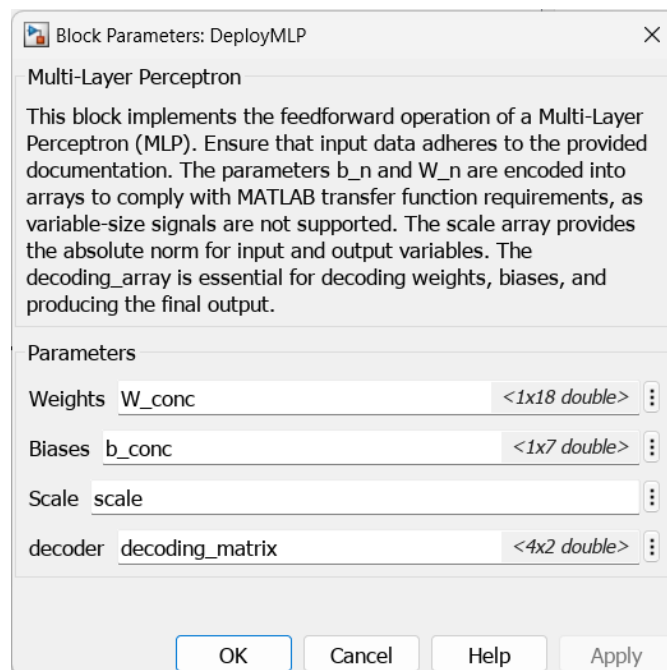 Block Parameters: DeployMLP
Multi-Layer Perceptron
This block implements the feedforward operation of a Multi-Layer
Perceptron (MLP). Ensure that input data adheres to the provided
documentation. The parameters b_n and W_n are encoded into
arrays to comply with MATLAB transfer function requirements, as
variable-size signals are not supported. The scale array provides
the absolute norm for input and output variables. The
decoding_array is essential for decoding weights, biases, and
producing the final output.
Parameters
Weights W_conc <1x18 double>
Biases b_conc <1x7 double>
Scale scale
decoder decoding_matrix <4x2 double>
OK Cancel Help Apply